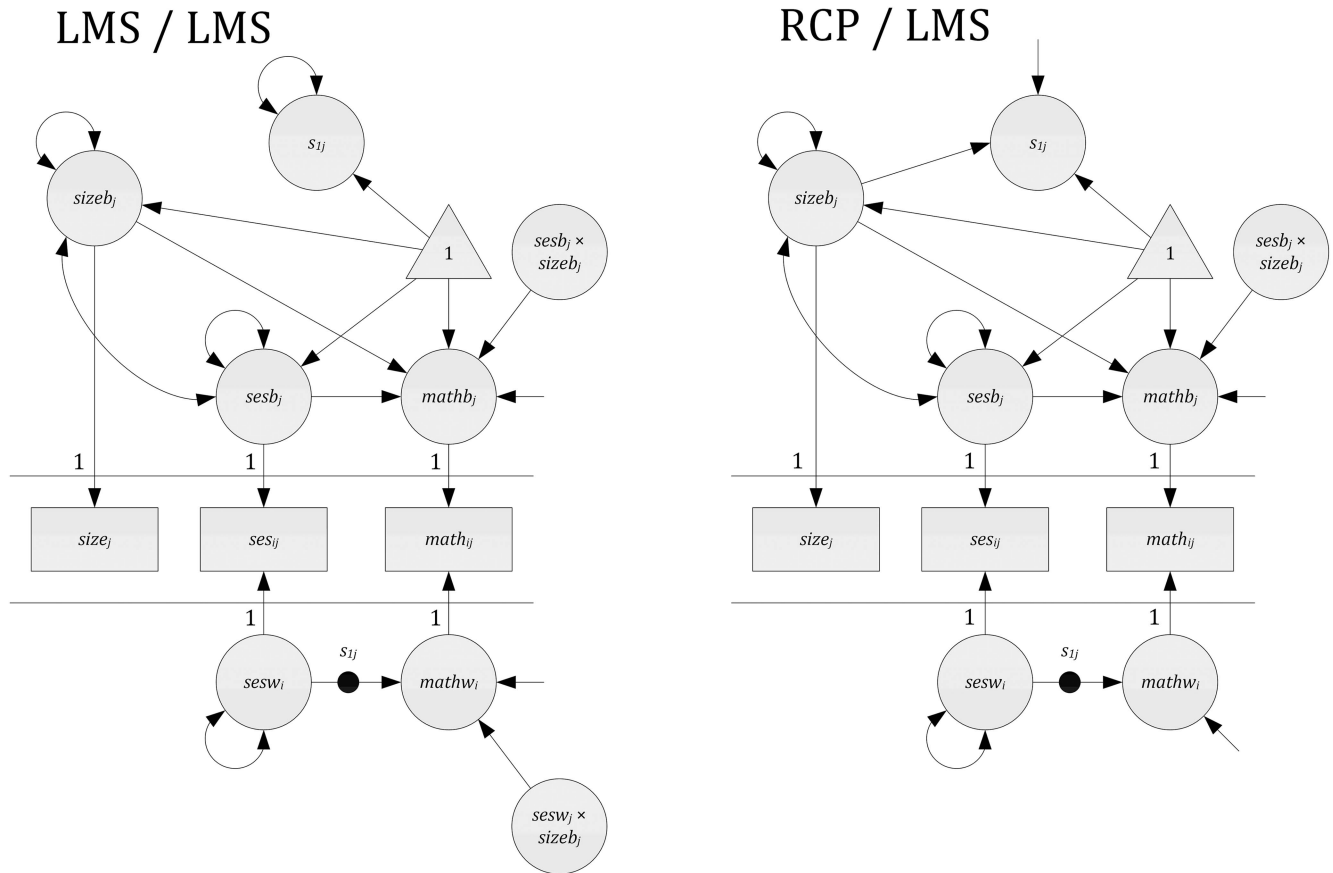 LMS / LMS
s1j
sizebj
1
sesbj ×
sizebj
sesbj
mathbj
1
1
1
sizej
sesij
mathij
1
1
s1j
seswi
mathwi
seswj ×
sizebj
RCP / LMS
s1j
sizebj
1
sesbj ×
sizebj
sesbj
mathbj
1
1
1
sizej
sesij
mathij
1
1
s1j
seswi
mathwi